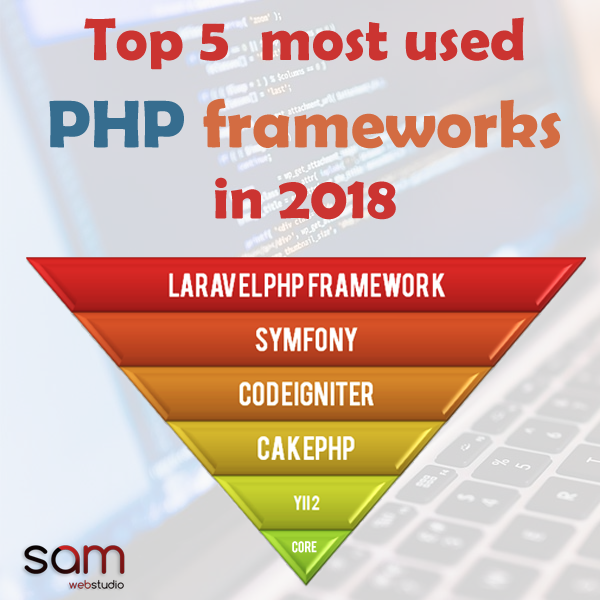 Top 5 most used
PHP frameworks
in 2018
LARAVELPHP FRAMEWORK
SYMFONY
CODEIGNITER
CAKEPHP
YII2
CORE
sam
webstudio